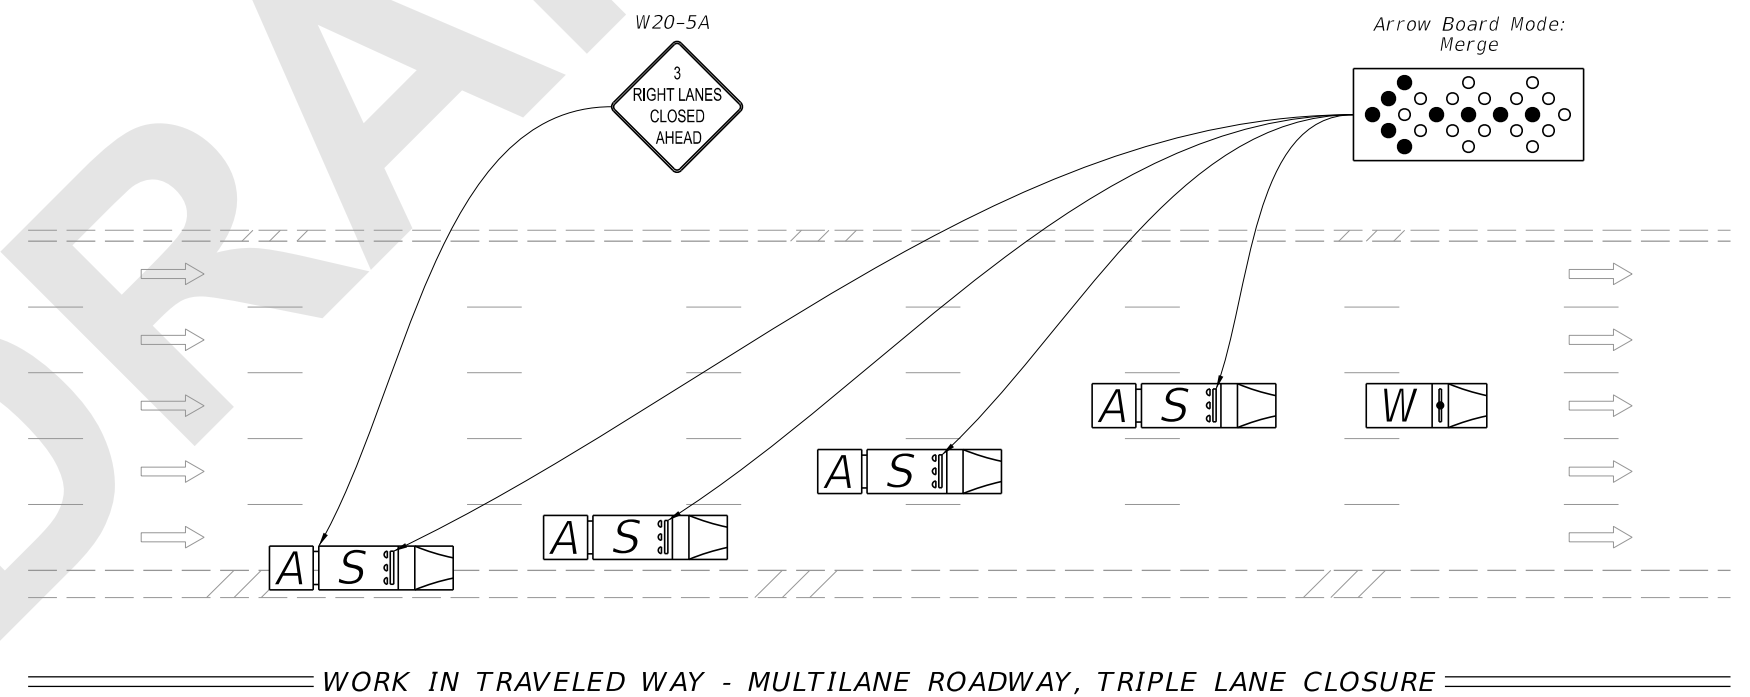 W20-5A
3
RIGHT LANES
CLOSED
AHEAD
Arrow Board Mode:
Merge
A S W
A S
A S
A S
DRA
WORK IN TRAVELED WAY - MULTILANE ROADWAY, TRIPLE LANE CLOSURE